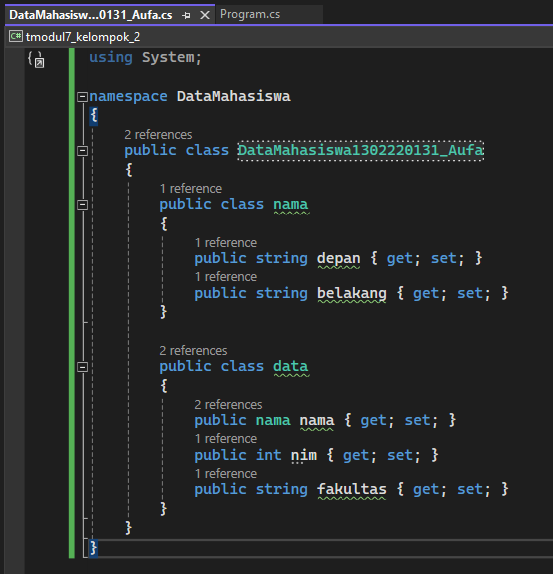 DataMahasisw...0131_Aufa.cs Program.cs
C# tmodul7_kelompok_2
using System;
namespace DataMahasiswa
{
2 references
public class DataMahasiswa1302220131_Aufa
{
1 reference
public class nama
{
1 reference
public string depan { get; set; }
1 reference
public string belakang { get; set; }
}
2 references
public class data
{
2 references
public nama nama { get; set; }
1 reference
public int nim { get; set; }
1 reference
public string fakultas { get; set; }
}
}
}